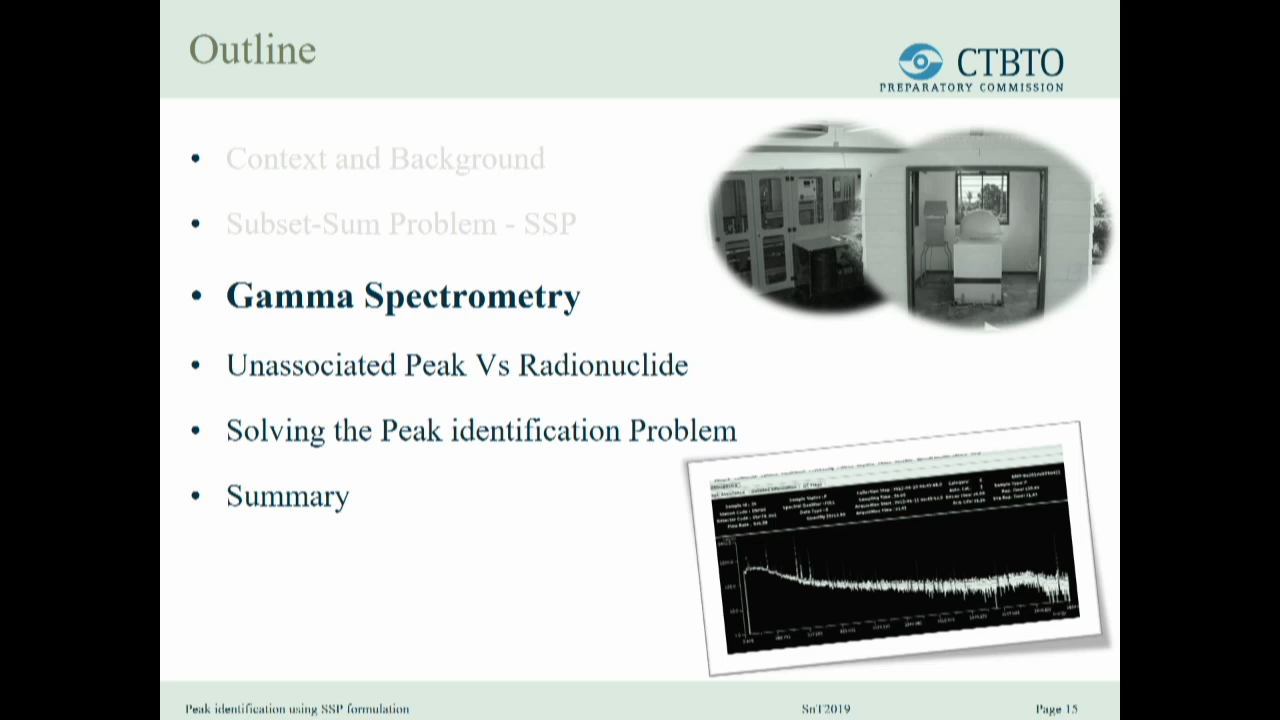 Outline
CTBTO
PREPARATORY COMMISSION
• Context and Background
• Subset-Sum Problem - SSP
• Gamma Spectrometry
• Unassociated Peak Vs Radionuclide
• Solving the Peak identification Problem
• Summary
Peak identification using SSP formulation
SnT2019
Page 15